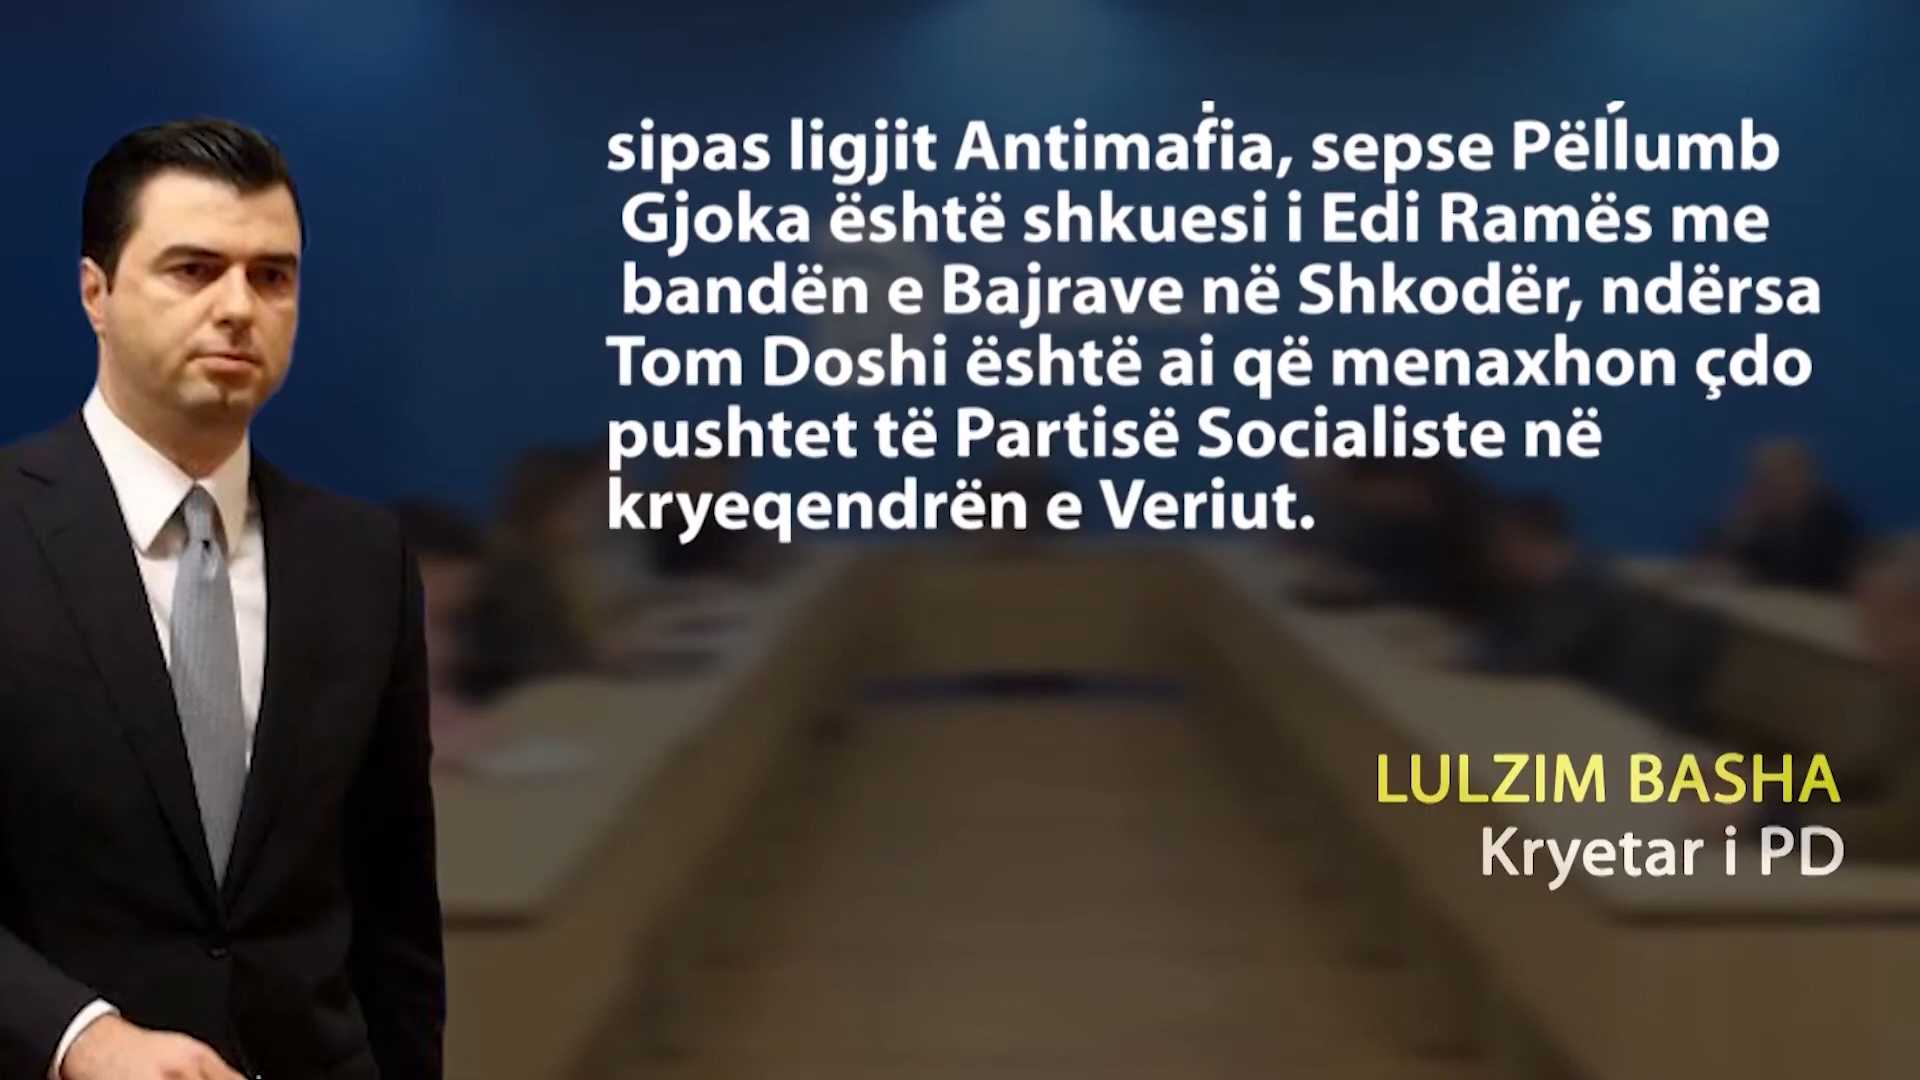 sipas ligjit Antimafia, sepse Pëllumb
Gjoka është shkuesi i Edi Ramës me
bandën e Bajrave në Shkodër, ndërsa
Tom Doshi është ai që menaxhon çdo
pushtet të Partisë Socialiste në
kryeqendrën e Veriut.
LULZIM BASHA
Kryetar i PD